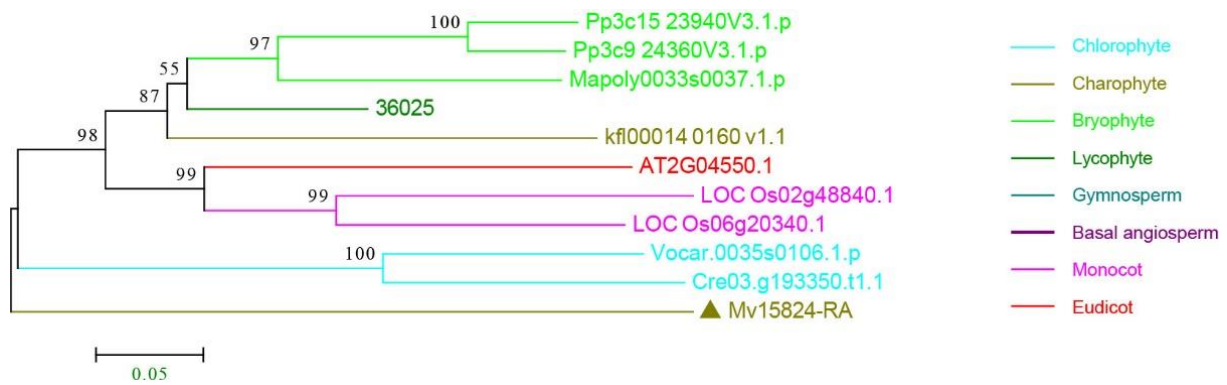 100
Pp3c15 23940V3.1.p
Pp3c9 24360V3.1.p
97
Mapoly0033s0037.1.p
55
36025
87
kfl00014 0160 v1.1
98
AT2G04550.1
99
LOC Os02g48840.1
99
LOC Os06g20340.1
Vocar.0035s0106.1.p
100
Cre03.g193350.t1.1
Mv15824-RA
0.05
Chlorophyte
Charophyte
Bryophyte
Lycophyte
Gymnosperm
Basal angiosperm
Monocot
Eudicot